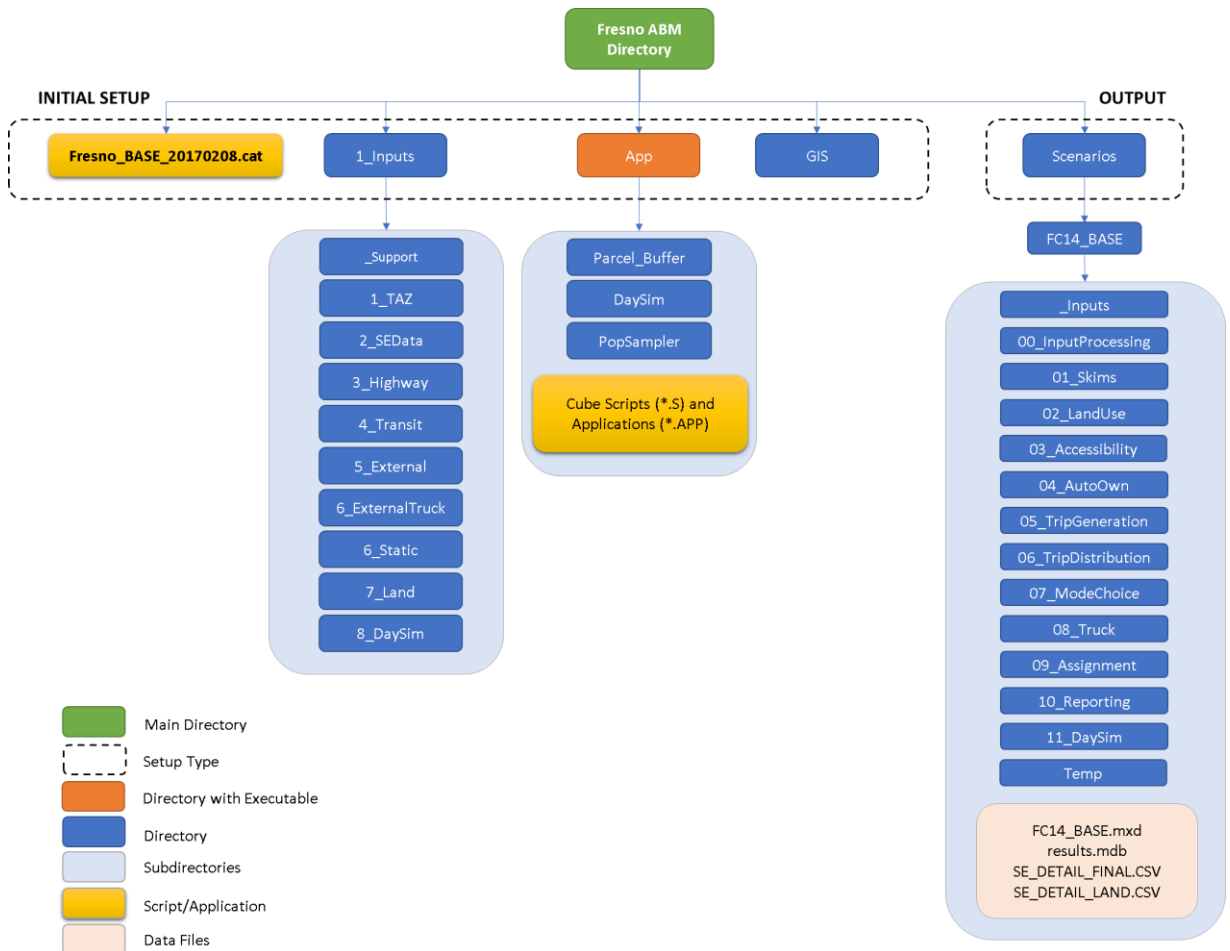 Fresno ABM
Directory
INITIAL SETUP
OUTPUT
Fresno_BASE_20170208.cat
1_Inputs
App
GIS
Scenarios
FC14_BASE
_Support
1_TAZ
2_SEData
3_Highway
4_Transit
5_External
6_ExternalTruck
6_Static
7_Land
8_DaySim
Parcel_Buffer
DaySim
PopSampler
Cube Scripts (*.S) and
Applications (*.APP)
_Inputs
00_InputProcessing
01_Skims
02_LandUse
03_Accessibility
04_AutoOwn
05_TripGeneration
06_TripDistribution
07_ModeChoice
08_Truck
09_Assignment
10_Reporting
11_DaySim
Temp
FC14_BASE.mxd
results.mdb
SE_DETAIL_FINAL.CSV
SE_DETAIL_LAND.CSV
Main Directory
Setup Type
Directory with Executable
Directory
Subdirectories
Script/Application
Data Files